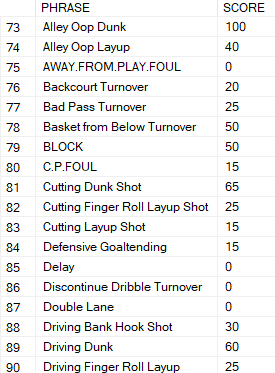 PHRASE SCORE
73 Alley Oop Dunk 100
74 Alley Oop Layup 40
75 AWAY.FROM.PLAY.FOUL 0
76 Backcourt Turnover 20
77 Bad Pass Turnover 25
78 Basket from Below Turnover 50
79 BLOCK 50
80 C.P.FOUL 15
81 Cutting Dunk Shot 65
82 Cutting Finger Roll Layup Shot 25
83 Cutting Layup Shot 15
84 Defensive Goaltending 15
85 Delay 0
86 Discontinue Dribble Turnover 0
87 Double Lane 0
88 Driving Bank Hook Shot 30
89 Driving Dunk 60
90 Driving Finger Roll Layup 25